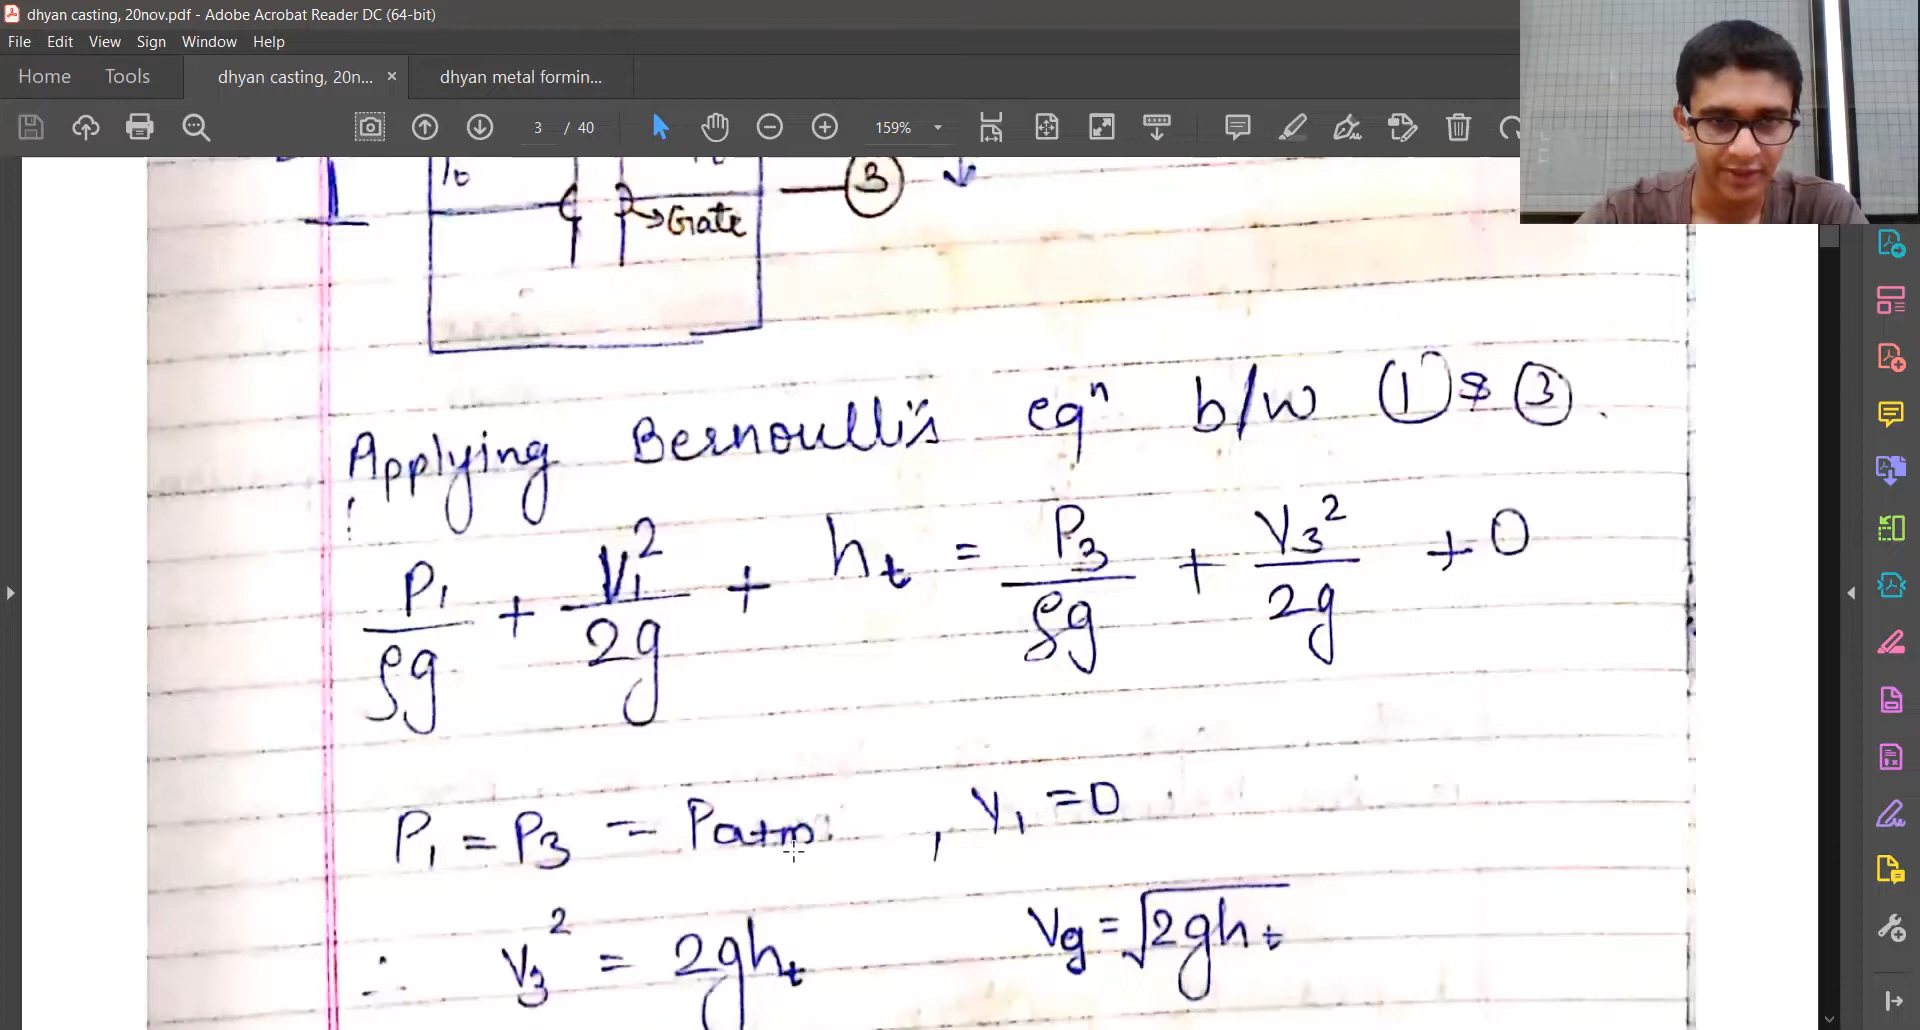 dhyan casting, 20nov.pdf - Adobe Acrobat Reader DC (64-bit)
File Edit View Sign Window Help
Home Tools dhyan casting, 20n... × dhyan metal formin...
3 / 40 159%
③
→Gate
Applying Bernoulli's eqⁿ b/w ① & ③.
P₁/ρg + V₁²/2g + hₜ = P₃/ρg + V₃²/2g + 0
P₁ = P₃ = Patm. , V₁ = 0
∴ V₃² = 2ghₜ Vg = √2ghₜ